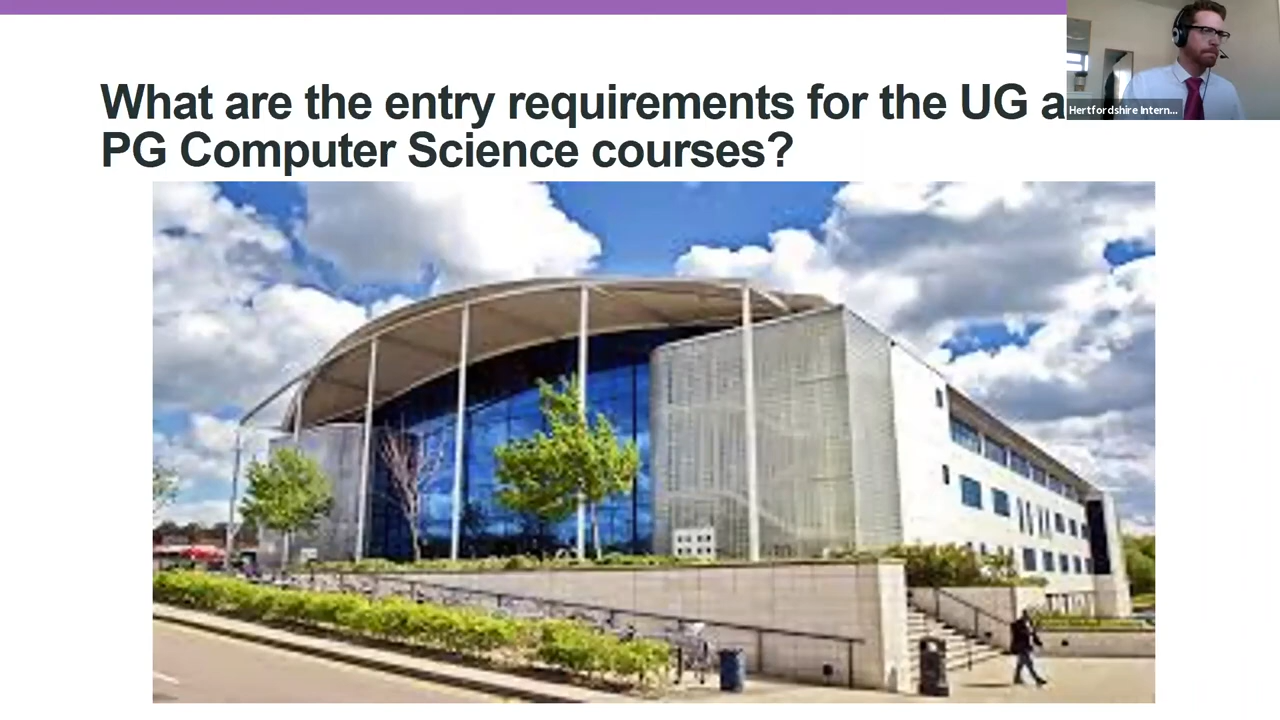 What are the entry requirements for the UG a
PG Computer Science courses?
Hertfordshire Intern...